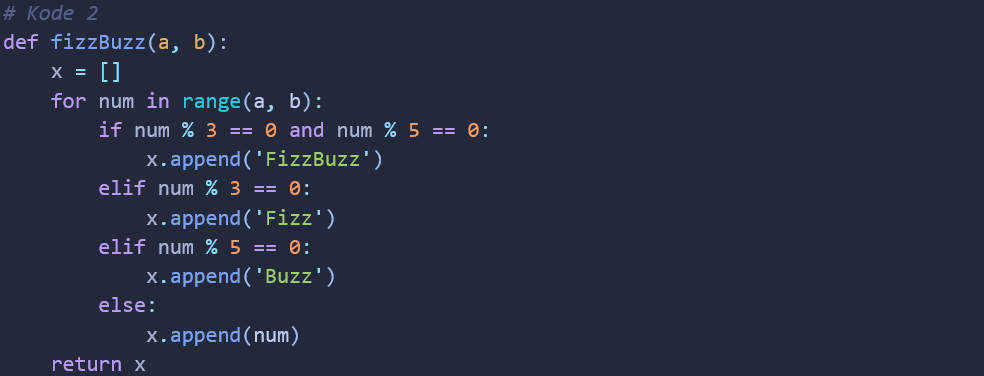 # Kode 2
def fizzBuzz(a, b):
    x = []
    for num in range(a, b):
        if num % 3 == 0 and num % 5 == 0:
            x.append('FizzBuzz')
        elif num % 3 == 0:
            x.append('Fizz')
        elif num % 5 == 0:
            x.append('Buzz')
        else:
            x.append(num)
    return x